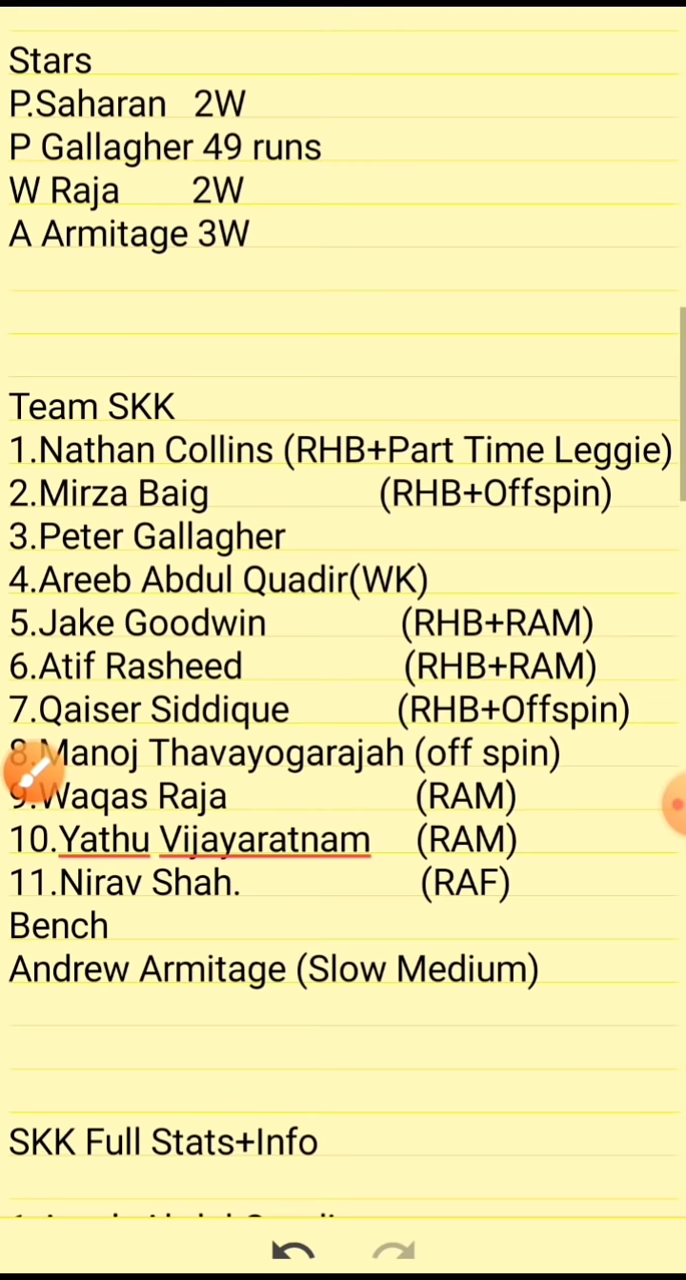 Stars
P.Saharan 2W
P Gallagher 49 runs
W Raja 2W
A Armitage 3W
Team SKK
1.Nathan Collins (RHB+Part Time Leggie)
2.Mirza Baig (RHB+Offspin)
3.Peter Gallagher
4.Areeb Abdul Quadir(WK)
5.Jake Goodwin (RHB+RAM)
6.Atif Rasheed (RHB+RAM)
7.Qaiser Siddique (RHB+Offspin)
8.Manoj Thavayogarajah (off spin)
9.Waqas Raja (RAM)
10.Yathu Vijayaratnam (RAM)
11.Nirav Shah. (RAF)
Bench
Andrew Armitage (Slow Medium)
SKK Full Stats+Info